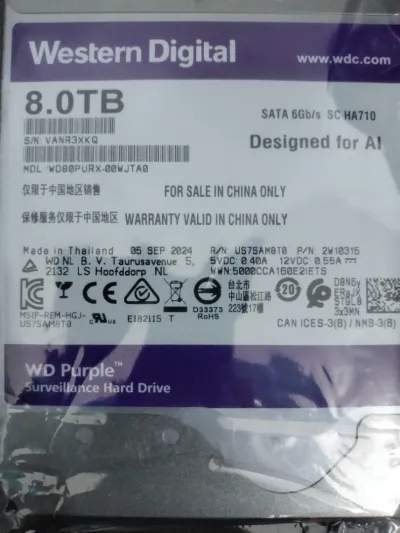 Western Digital
www.wdc.com
8.0TB
SATA 6Gb/s SC HA710
S/N: VANR3XKQ
Designed for AI
MDL: WD80PURX-00WJTA0
仅限于中国地区销售 FOR SALE IN CHINA ONLY
保修服务仅限于中国地区 WARRANTY VALID IN CHINA ONLY
Made in Thailand 05 SEP 2024 R/N: US7SAM8T0 P/N: 2W10315
WD NL B. V. Taurusavenue 5, 5VDC: 0.40A 12VDC: 0.55A
2132 LS Hoofddorp NL WWN: 5000CCA1B0E21ET5
台北市
中山區松江路
223號17樓
20
MSIP-REM-HGJ-
US7SAM8T0
E182115 T
D33373
RoHS
CAN ICES-3(B) / NMB-3(B)
WD Purple™
Surveillance Hard Drive